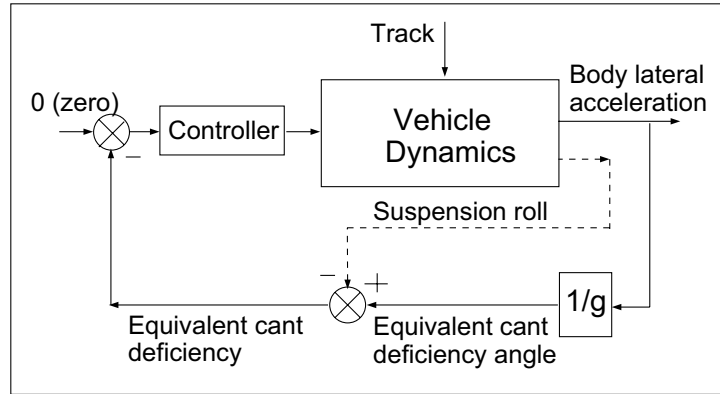 Track
Body lateral
acceleration
0 (zero)
Controller
Vehicle
Dynamics
−
Suspension roll
−
+
1/g
Equivalent cant
deficiency
Equivalent cant
deficiency angle